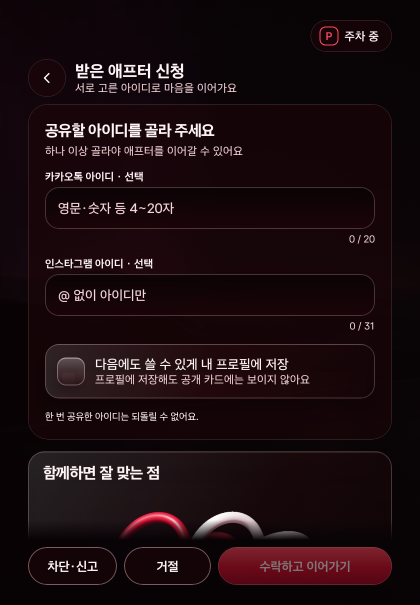 P 주차 중
받은 애프터 신청
서로 고른 아이디로 마음을 이어가요
공유할 아이디를 골라 주세요
하나 이상 골라야 애프터를 이어갈 수 있어요
카카오톡 아이디 · 선택
영문·숫자 등 4~20자
0 / 20
인스타그램 아이디 · 선택
@ 없이 아이디만
0 / 31
다음에도 쓸 수 있게 내 프로필에 저장
프로필에 저장해도 공개 카드에는 보이지 않아요
한 번 공유한 아이디는 되돌릴 수 없어요.
함께하면 잘 맞는 점
차단·신고 거절 수락하고 이어가기